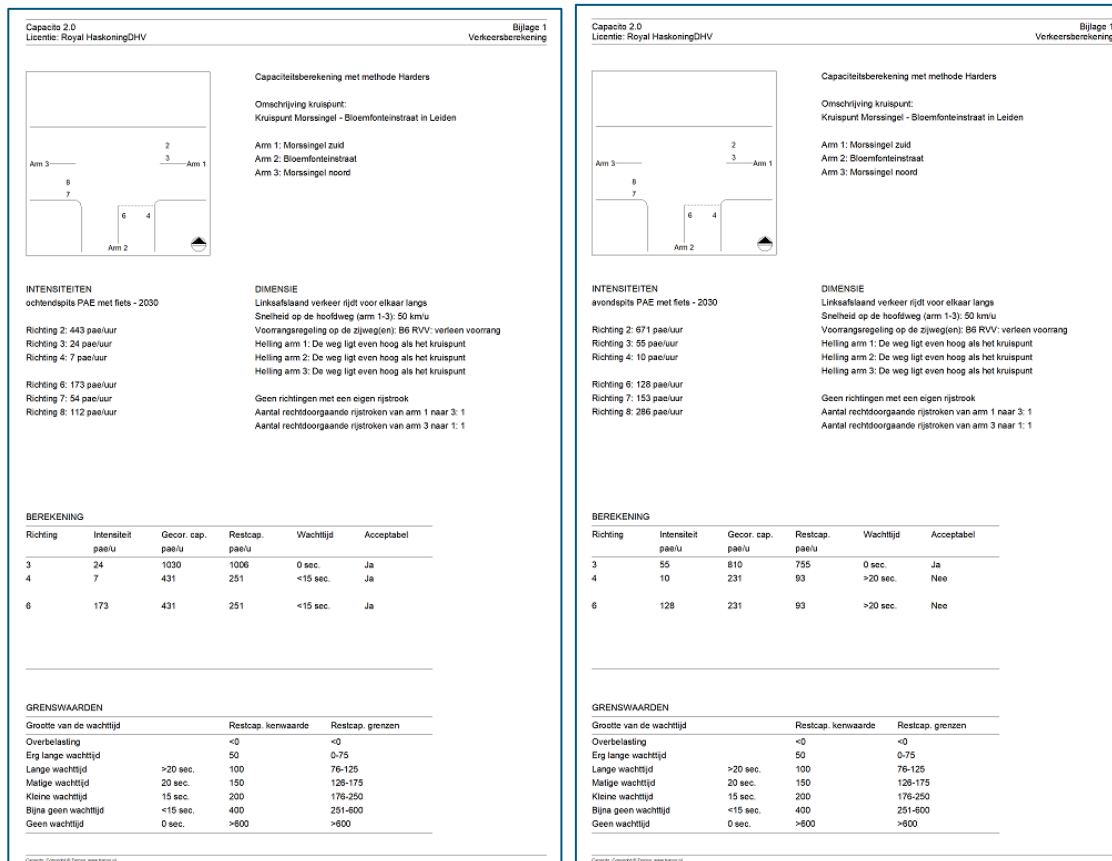 Capacito 2.0 Bijlage 1
Licentie: Royal HaskoningDHV Verkeersberekening
Capaciteitsberekening met methode Harders
Omschrijving kruispunt:
Kruispunt Morssingel - Bloemfonteinstraat in Leiden
Arm 1: Morssingel zuid
Arm 2: Bloemfonteinstraat
Arm 3: Morssingel noord
2
3
Arm 3 Arm 1
8
7
6 4
Arm 2
INTENSITEITEN
ochtendspits PAE met fiets - 2030
Richting 2: 443 pae/uur
Richting 3: 24 pae/uur
Richting 4: 7 pae/uur
Richting 6: 173 pae/uur
Richting 7: 54 pae/uur
Richting 8: 112 pae/uur
DIMENSIE
Linksafslaand verkeer rijdt voor elkaar langs
Snelheid op de hoofdweg (arm 1-3): 50 km/u
Voorrangsregeling op de zijweg(en): B6 RVV: verleen voorrang
Helling arm 1: De weg ligt even hoog als het kruispunt
Helling arm 2: De weg ligt even hoog als het kruispunt
Helling arm 3: De weg ligt even hoog als het kruispunt
Geen richtingen met een eigen rijstrook
Aantal rechtdoorgaande rijstroken van arm 1 naar 3: 1
Aantal rechtdoorgaande rijstroken van arm 3 naar 1: 1
BEREKENING
Richting Intensiteit Gecor. cap. Restcap. Wachttijd Acceptabel
pae/u pae/u pae/u
3 24 1030 1006 0 sec. Ja
4 7 431 251 <15 sec. Ja
6 173 431 251 <15 sec. Ja
GRENSWAARDEN
Grootte van de wachttijd Restcap. kenwaarde Restcap. grenzen
Overbelasting <0 <0
Erg lange wachttijd 50 0-75
Lange wachttijd >20 sec. 100 76-125
Matige wachttijd 20 sec. 150 126-175
Kleine wachttijd 15 sec. 200 176-250
Bijna geen wachttijd <15 sec. 400 251-600
Geen wachttijd 0 sec. >600 >600
Capacito 2.0 Bijlage 1
Licentie: Royal HaskoningDHV Verkeersberekening
Capaciteitsberekening met methode Harders
Omschrijving kruispunt:
Kruispunt Morssingel - Bloemfonteinstraat in Leiden
Arm 1: Morssingel zuid
Arm 2: Bloemfonteinstraat
Arm 3: Morssingel noord
2
3
Arm 3 Arm 1
8
7
6 4
Arm 2
INTENSITEITEN
avondspits PAE met fiets - 2030
Richting 2: 671 pae/uur
Richting 3: 55 pae/uur
Richting 4: 10 pae/uur
Richting 6: 128 pae/uur
Richting 7: 153 pae/uur
Richting 8: 286 pae/uur
DIMENSIE
Linksafslaand verkeer rijdt voor elkaar langs
Snelheid op de hoofdweg (arm 1-3): 50 km/u
Voorrangsregeling op de zijweg(en): B6 RVV: verleen voorrang
Helling arm 1: De weg ligt even hoog als het kruispunt
Helling arm 2: De weg ligt even hoog als het kruispunt
Helling arm 3: De weg ligt even hoog als het kruispunt
Geen richtingen met een eigen rijstrook
Aantal rechtdoorgaande rijstroken van arm 1 naar 3: 1
Aantal rechtdoorgaande rijstroken van arm 3 naar 1: 1
BEREKENING
Richting Intensiteit Gecor. cap. Restcap. Wachttijd Acceptabel
pae/u pae/u pae/u
3 55 810 755 0 sec. Ja
4 10 231 93 >20 sec. Nee
6 128 231 93 >20 sec. Nee
GRENSWAARDEN
Grootte van de wachttijd Restcap. kenwaarde Restcap. grenzen
Overbelasting <0 <0
Erg lange wachttijd 50 0-75
Lange wachttijd >20 sec. 100 76-125
Matige wachttijd 20 sec. 150 126-175
Kleine wachttijd 15 sec. 200 176-250
Bijna geen wachttijd <15 sec. 400 251-600
Geen wachttijd 0 sec. >600 >600